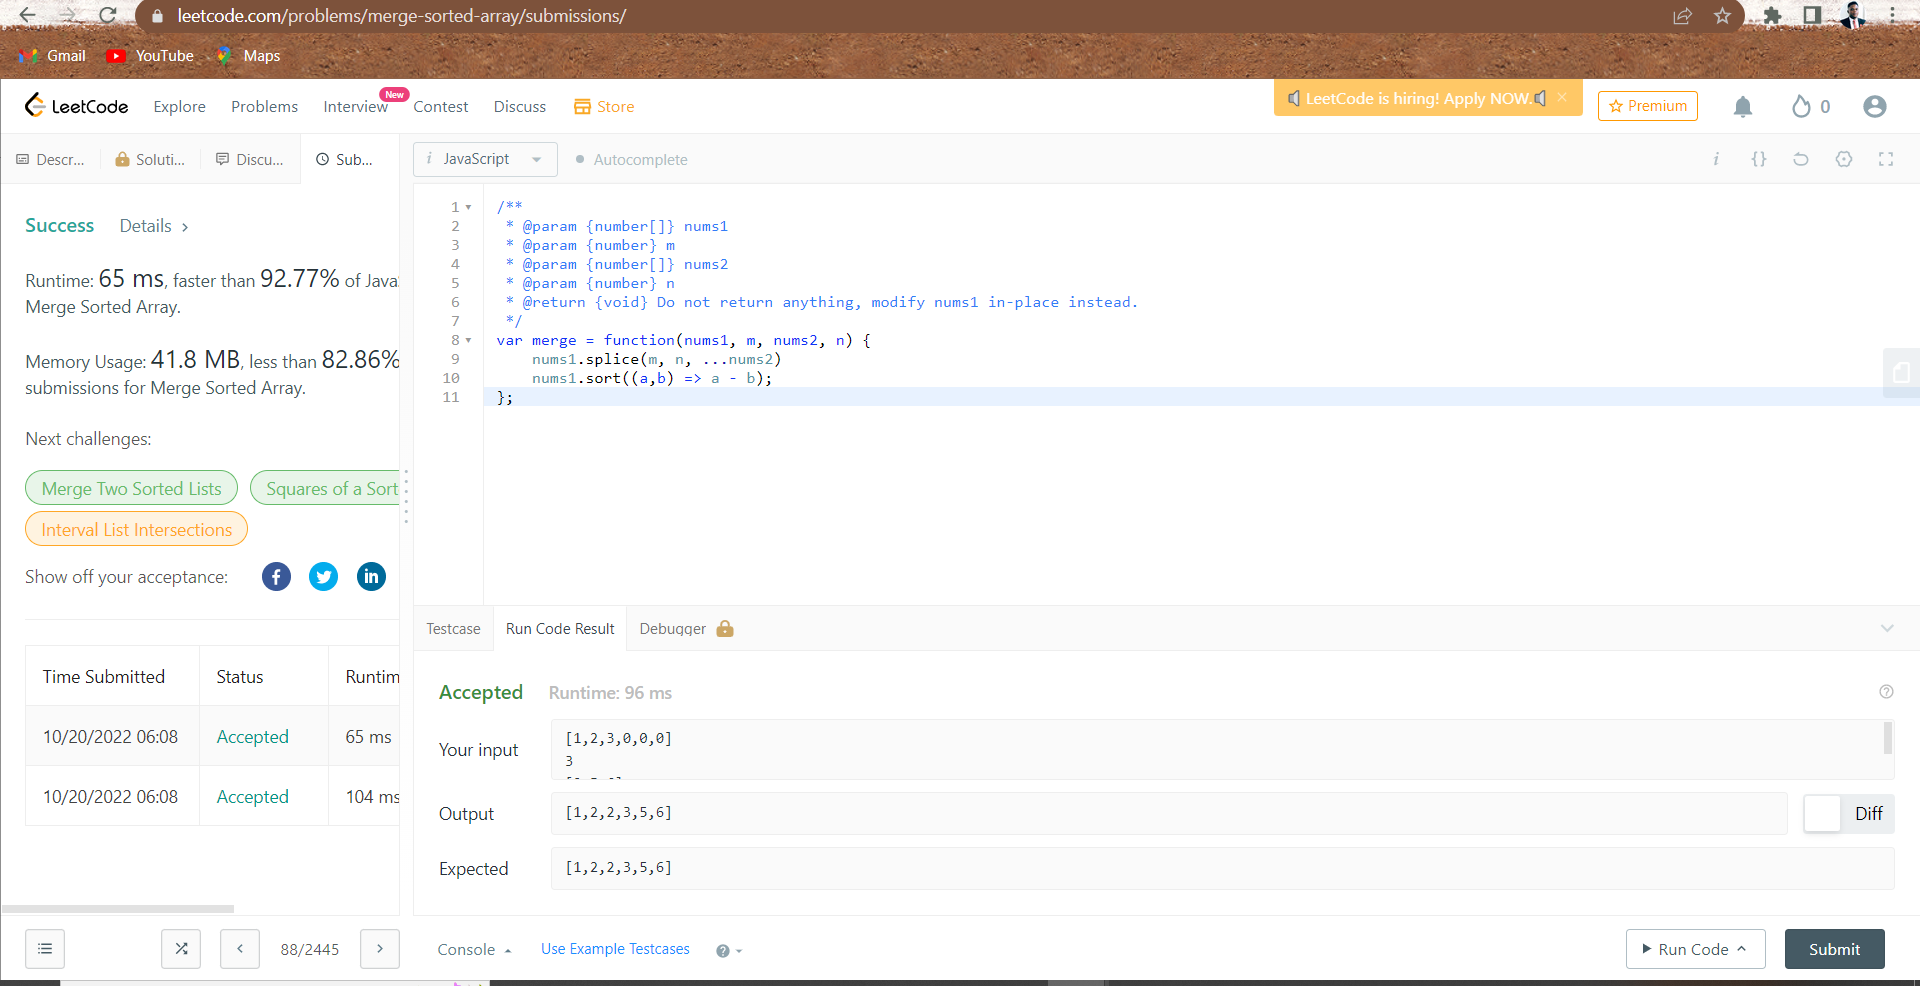 leetcode.com/problems/merge-sorted-array/submissions/
Gmail YouTube Maps
LeetCode Explore Problems Interview New Contest Discuss Store LeetCode is hiring! Apply NOW. Premium 0
Descr... Soluti... Discu... Sub...
i JavaScript Autocomplete
Success Details >
Runtime: 65 ms, faster than 92.77% of Java
Merge Sorted Array.
Memory Usage: 41.8 MB, less than 82.86%
submissions for Merge Sorted Array.
Next challenges:
Merge Two Sorted Lists Squares of a Sort
Interval List Intersections
Show off your acceptance:
Time Submitted Status Runtim
10/20/2022 06:08 Accepted 65 ms
10/20/2022 06:08 Accepted 104 ms
88/2445
1 /**
2 * @param {number[]} nums1
3 * @param {number} m
4 * @param {number[]} nums2
5 * @param {number} n
6 * @return {void} Do not return anything, modify nums1 in-place instead.
7 */
8 var merge = function(nums1, m, nums2, n) {
9 nums1.splice(m, n, ...nums2)
10 nums1.sort((a,b) => a - b);
11 };
Testcase Run Code Result Debugger
Accepted Runtime: 96 ms
Your input
[1,2,3,0,0,0]
3
Output [1,2,2,3,5,6] Diff
Expected [1,2,2,3,5,6]
Console Use Example Testcases Run Code Submit